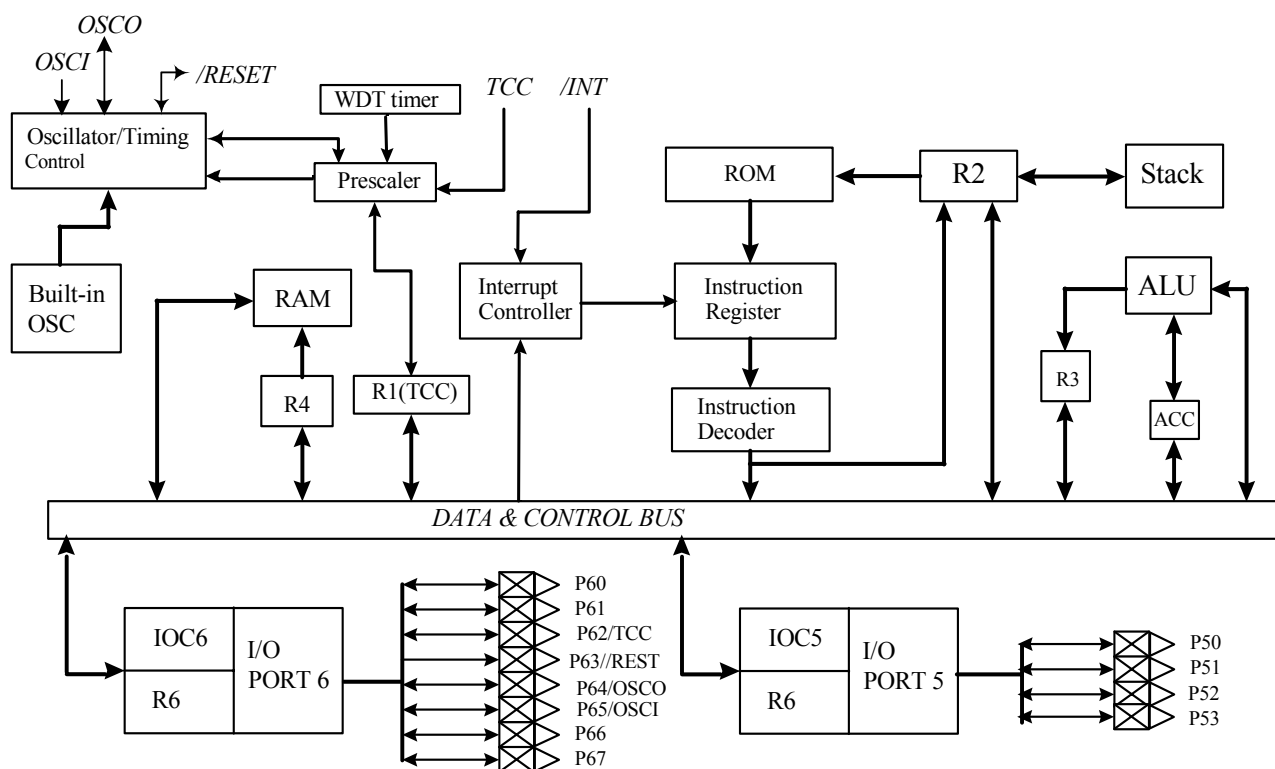 OSCO
OSCI
/RESET
WDT timer
TCC
/INT
Oscillator/Timing
Control
Prescaler
ROM
R2
Stack
Built-in
OSC
RAM
Interrupt
Controller
Instruction
Register
ALU
R4
R1(TCC)
Instruction
Decoder
R3
ACC
DATA & CONTROL BUS
IOC6
R6
I/O
PORT 6
P60
P61
P62/TCC
P63//REST
P64/OSCO
P65/OSCI
P66
P67
IOC5
R6
I/O
PORT 5
P50
P51
P52
P53